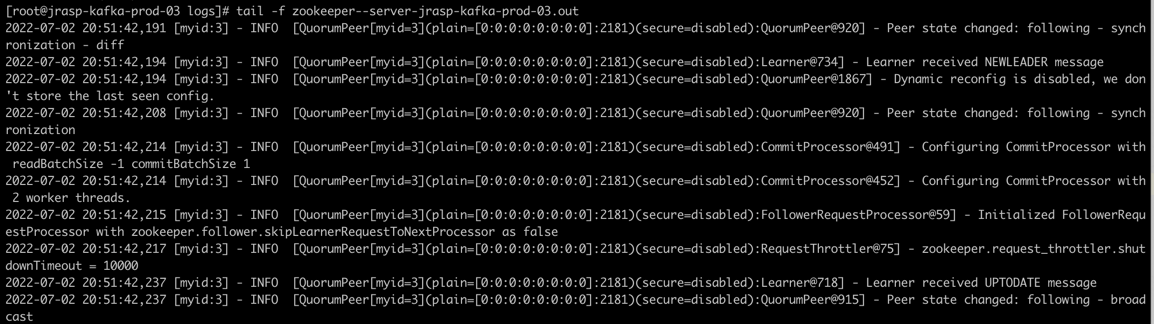 [root@jrasp-kafka-prod-03 logs]# tail -f zookeeper--server-jrasp-kafka-prod-03.out
2022-07-02 20:51:42,191 [myid:3] - INFO  [QuorumPeer[myid=3](plain=[0:0:0:0:0:0:0:0]:2181)(secure=disabled):QuorumPeer@920] - Peer state changed: following - synch
ronization - diff
2022-07-02 20:51:42,194 [myid:3] - INFO  [QuorumPeer[myid=3](plain=[0:0:0:0:0:0:0:0]:2181)(secure=disabled):Learner@734] - Learner received NEWLEADER message
2022-07-02 20:51:42,194 [myid:3] - INFO  [QuorumPeer[myid=3](plain=[0:0:0:0:0:0:0:0]:2181)(secure=disabled):QuorumPeer@1867] - Dynamic reconfig is disabled, we don
't store the last seen config.
2022-07-02 20:51:42,208 [myid:3] - INFO  [QuorumPeer[myid=3](plain=[0:0:0:0:0:0:0:0]:2181)(secure=disabled):QuorumPeer@920] - Peer state changed: following - synch
ronization
2022-07-02 20:51:42,214 [myid:3] - INFO  [QuorumPeer[myid=3](plain=[0:0:0:0:0:0:0:0]:2181)(secure=disabled):CommitProcessor@491] - Configuring CommitProcessor with
 readBatchSize -1 commitBatchSize 1
2022-07-02 20:51:42,214 [myid:3] - INFO  [QuorumPeer[myid=3](plain=[0:0:0:0:0:0:0:0]:2181)(secure=disabled):CommitProcessor@452] - Configuring CommitProcessor with
 2 worker threads.
2022-07-02 20:51:42,215 [myid:3] - INFO  [QuorumPeer[myid=3](plain=[0:0:0:0:0:0:0:0]:2181)(secure=disabled):FollowerRequestProcessor@59] - Initialized FollowerRequ
estProcessor with zookeeper.follower.skipLearnerRequestToNextProcessor as false
2022-07-02 20:51:42,217 [myid:3] - INFO  [QuorumPeer[myid=3](plain=[0:0:0:0:0:0:0:0]:2181)(secure=disabled):RequestThrottler@75] - zookeeper.request_throttler.shut
downTimeout = 10000
2022-07-02 20:51:42,237 [myid:3] - INFO  [QuorumPeer[myid=3](plain=[0:0:0:0:0:0:0:0]:2181)(secure=disabled):Learner@718] - Learner received UPTODATE message
2022-07-02 20:51:42,237 [myid:3] - INFO  [QuorumPeer[myid=3](plain=[0:0:0:0:0:0:0:0]:2181)(secure=disabled):QuorumPeer@915] - Peer state changed: following - broad
cast